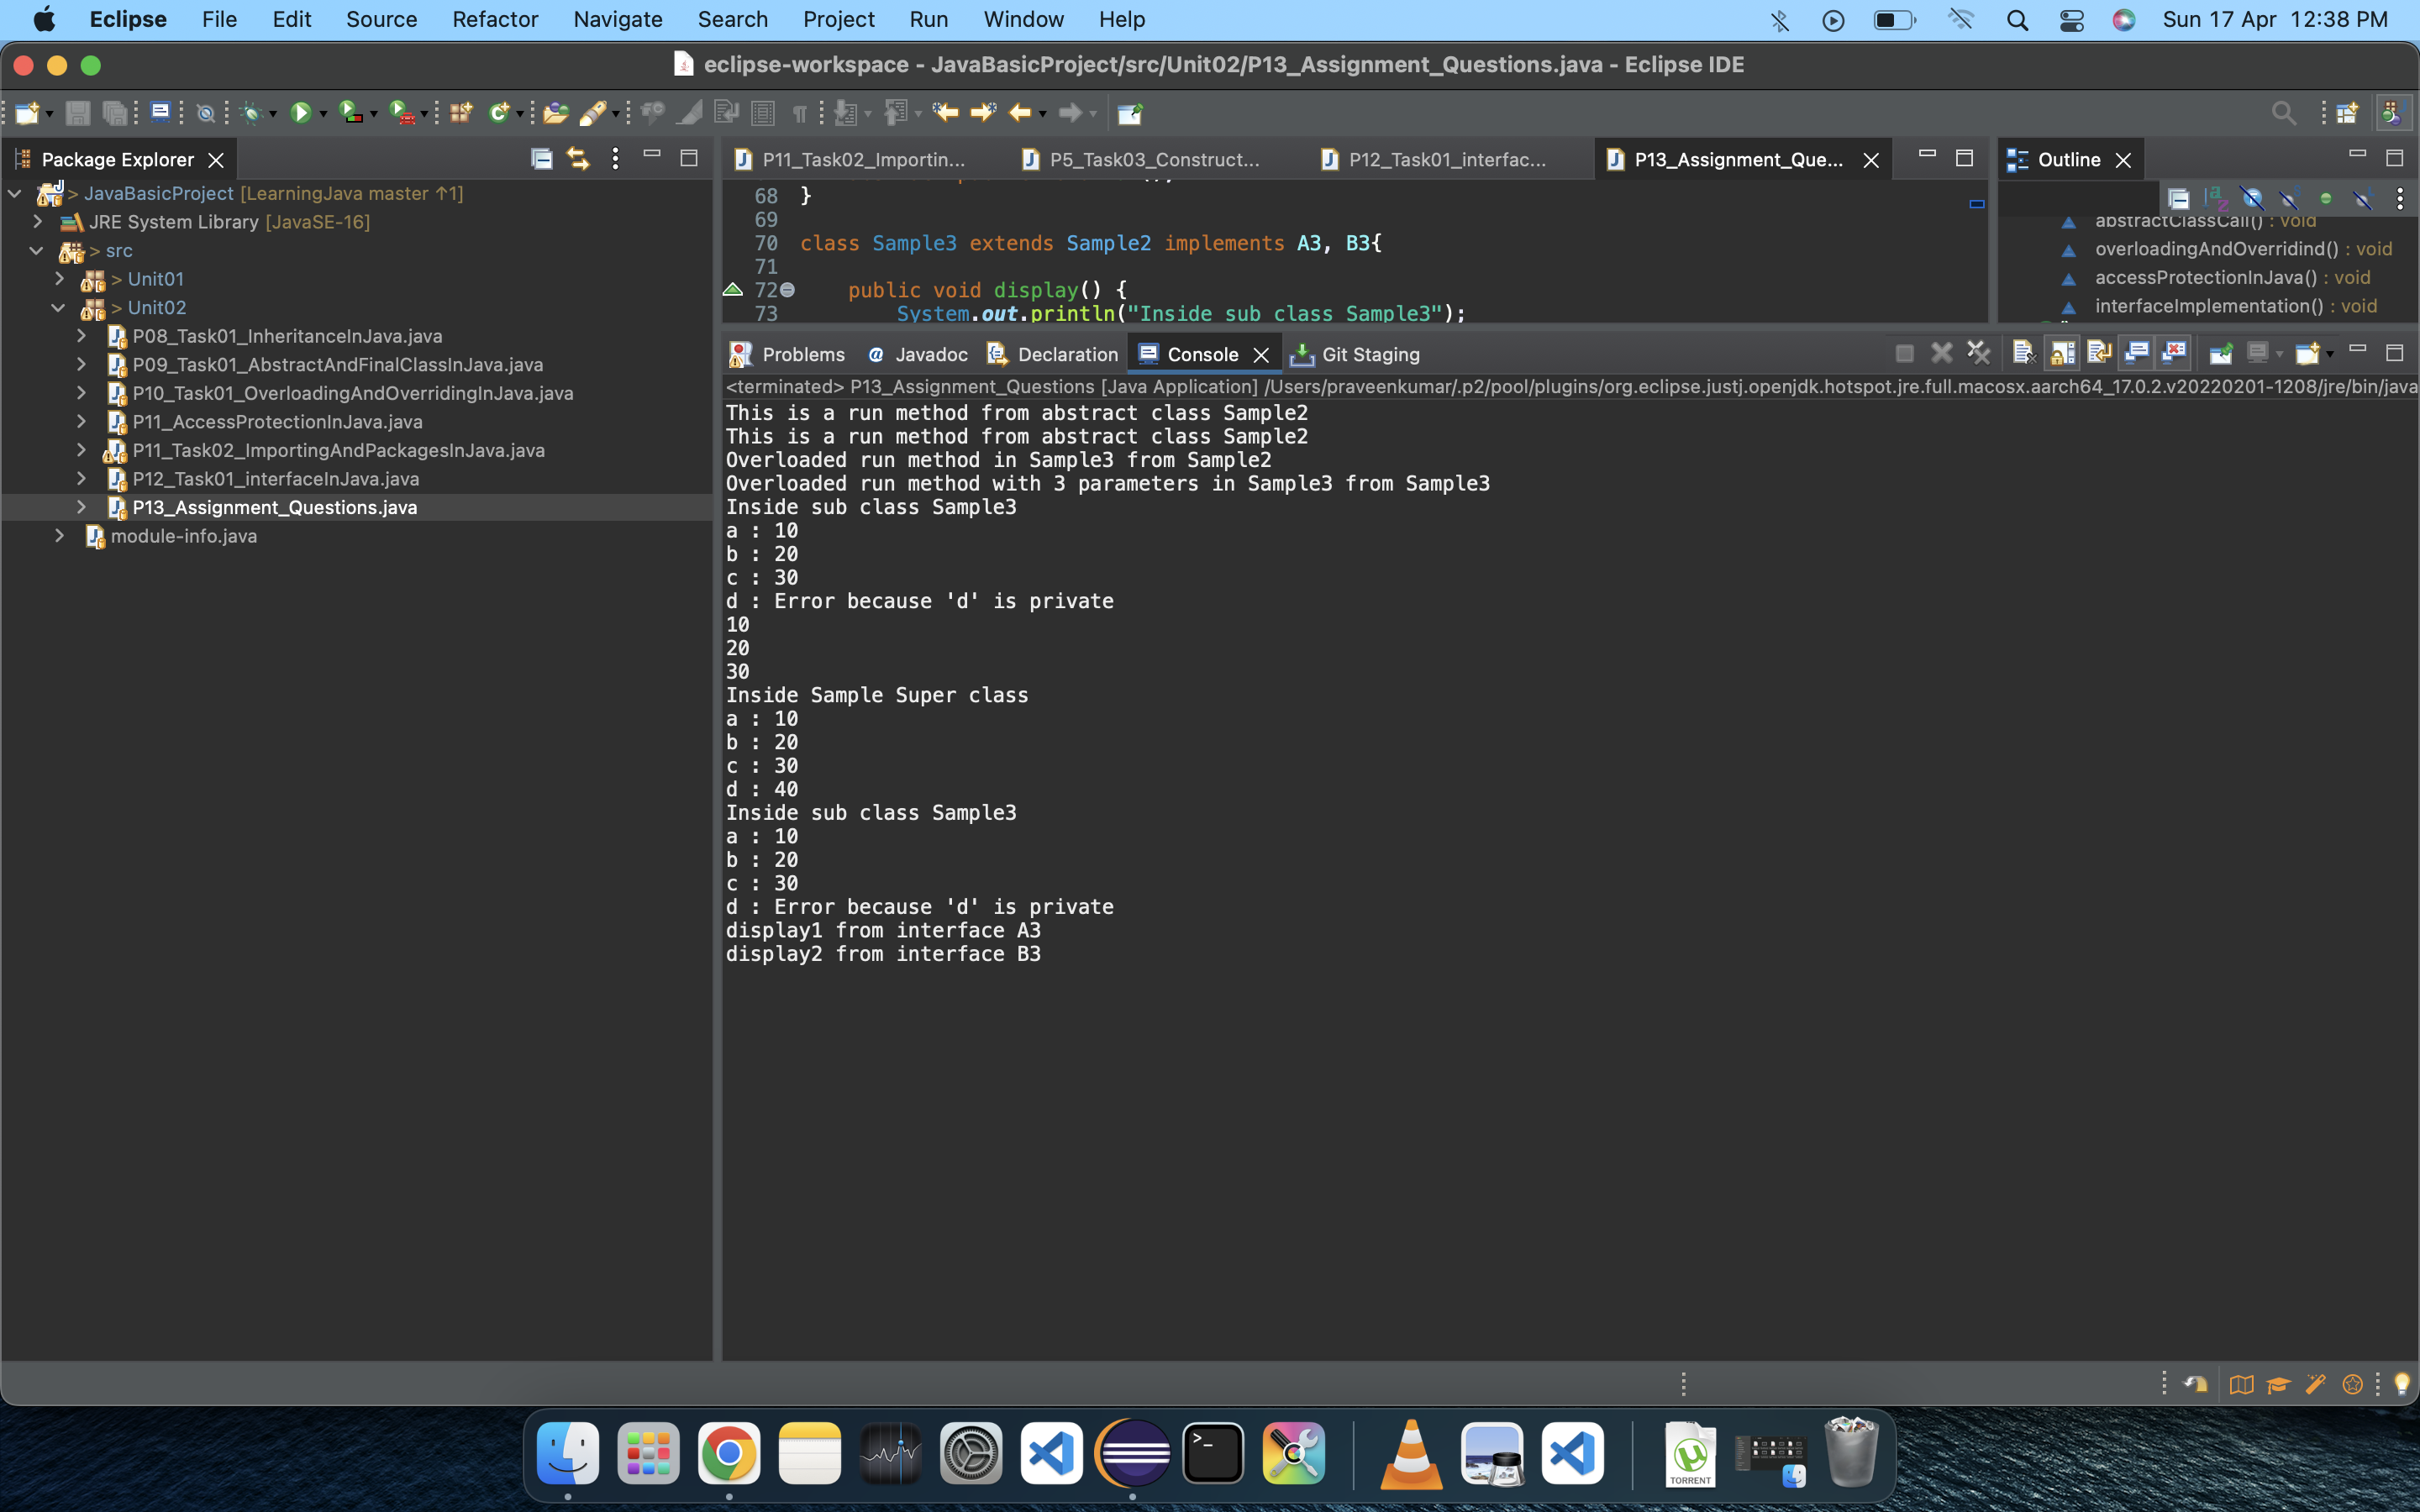 Eclipse File Edit Source Refactor Navigate Search Project Run Window Help Sun 17 Apr 12:38 PM
eclipse-workspace - JavaBasicProject/src/Unit02/P13_Assignment_Questions.java - Eclipse IDE
Package Explorer
> JavaBasicProject [LearningJava master ↑1]
JRE System Library [JavaSE-16]
> src
> Unit01
> Unit02
P08_Task01_InheritanceInJava.java
P09_Task01_AbstractAndFinalClassInJava.java
P10_Task01_OverloadingAndOverridingInJava.java
P11_AccessProtectionInJava.java
P11_Task02_ImportingAndPackagesInJava.java
P12_Task01_interfaceInJava.java
P13_Assignment_Questions.java
module-info.java
P11_Task02_Importin... P5_Task03_Construct... P12_Task01_interfac... P13_Assignment_Que...
68 }
69
70 class Sample3 extends Sample2 implements A3, B3{
71
72 public void display() {
73 System.out.println("Inside sub class Sample3");
Outline
abstractClassCall() : void
overloadingAndOverridind() : void
accessProtectionInJava() : void
interfaceImplementation() : void
Problems @ Javadoc Declaration Console Git Staging
<terminated> P13_Assignment_Questions [Java Application] /Users/praveenkumar/.p2/pool/plugins/org.eclipse.justj.openjdk.hotspot.jre.full.macosx.aarch64_17.0.2.v20220201-1208/jre/bin/java
This is a run method from abstract class Sample2
This is a run method from abstract class Sample2
Overloaded run method in Sample3 from Sample2
Overloaded run method with 3 parameters in Sample3 from Sample3
Inside sub class Sample3
a : 10
b : 20
c : 30
d : Error because 'd' is private
10
20
30
Inside Sample Super class
a : 10
b : 20
c : 30
d : 40
Inside sub class Sample3
a : 10
b : 20
c : 30
d : Error because 'd' is private
display1 from interface A3
display2 from interface B3
TORRENT